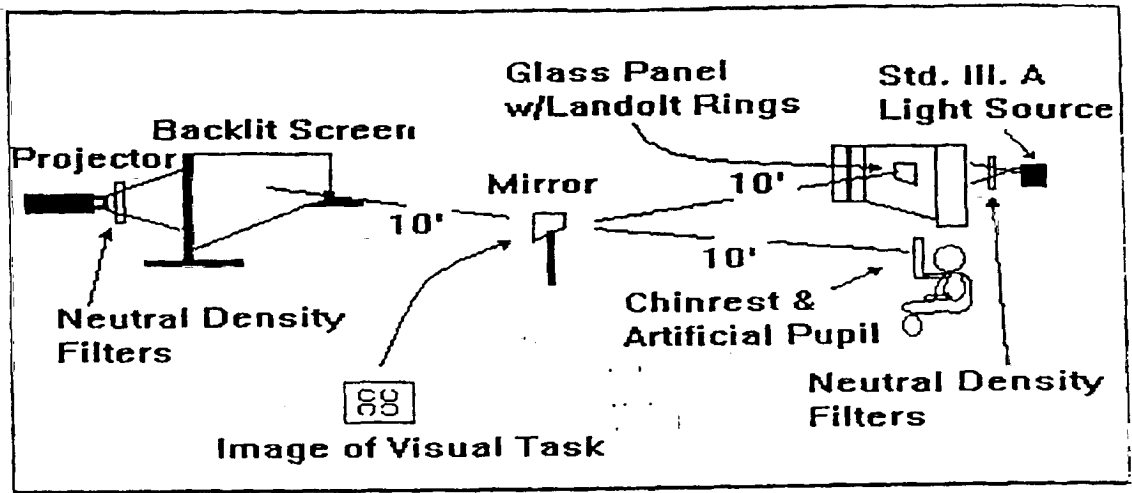 Glass Panel
w/Landolt Rings
Std. Ill. A
Light Source
Backlit Screen
Projector
Mirror
10'
10'
10'
Chinrest &
Artificial Pupil
Neutral Density
Filters
Neutral Density
Filters
Image of Visual Task